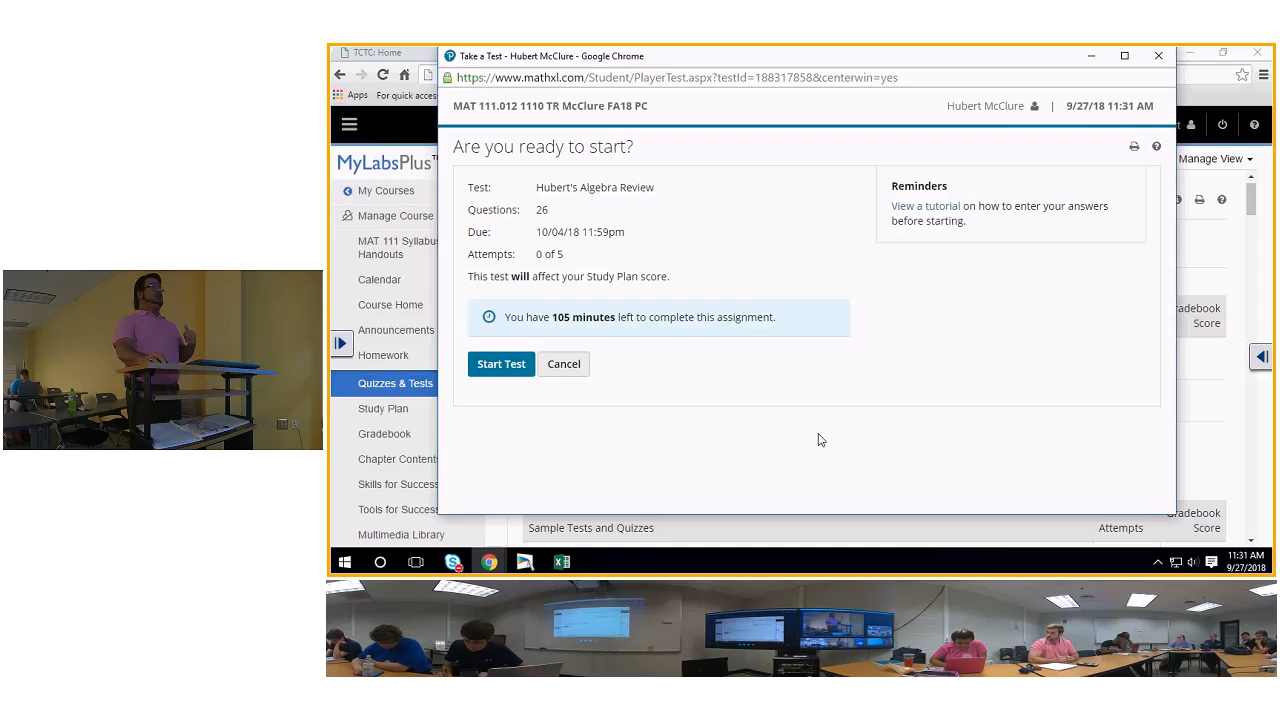 TCTC: Home
Take a Test - Hubert McClure - Google Chrome
https://www.mathxl.com/Student/PlayerTest.aspx?testId=188317858&centerwin=yes
Apps
For quick access
MAT 111.012 1110 TR McClure FA18 PC
Hubert McClure | 9/27/18 11:31 AM
MyLabsPlus
Manage View
Are you ready to start?
Test: Hubert's Algebra Review
Questions: 26
Due: 10/04/18 11:59pm
Attempts: 0 of 5
This test will affect your Study Plan score.
You have 105 minutes left to complete this assignment.
Start Test
Cancel
Reminders
View a tutorial on how to enter your answers
before starting.
My Courses
Manage Course
MAT 111 Syllabus
Handouts
Calendar
Course Home
Announcements
Homework
Quizzes & Tests
Study Plan
Gradebook
Chapter Content
Skills for Success
Tools for Success
Multimedia Library
radebook
Score
Sample Tests and Quizzes
Attempts
Gradebook
Score
11:31 AM
9/27/2018